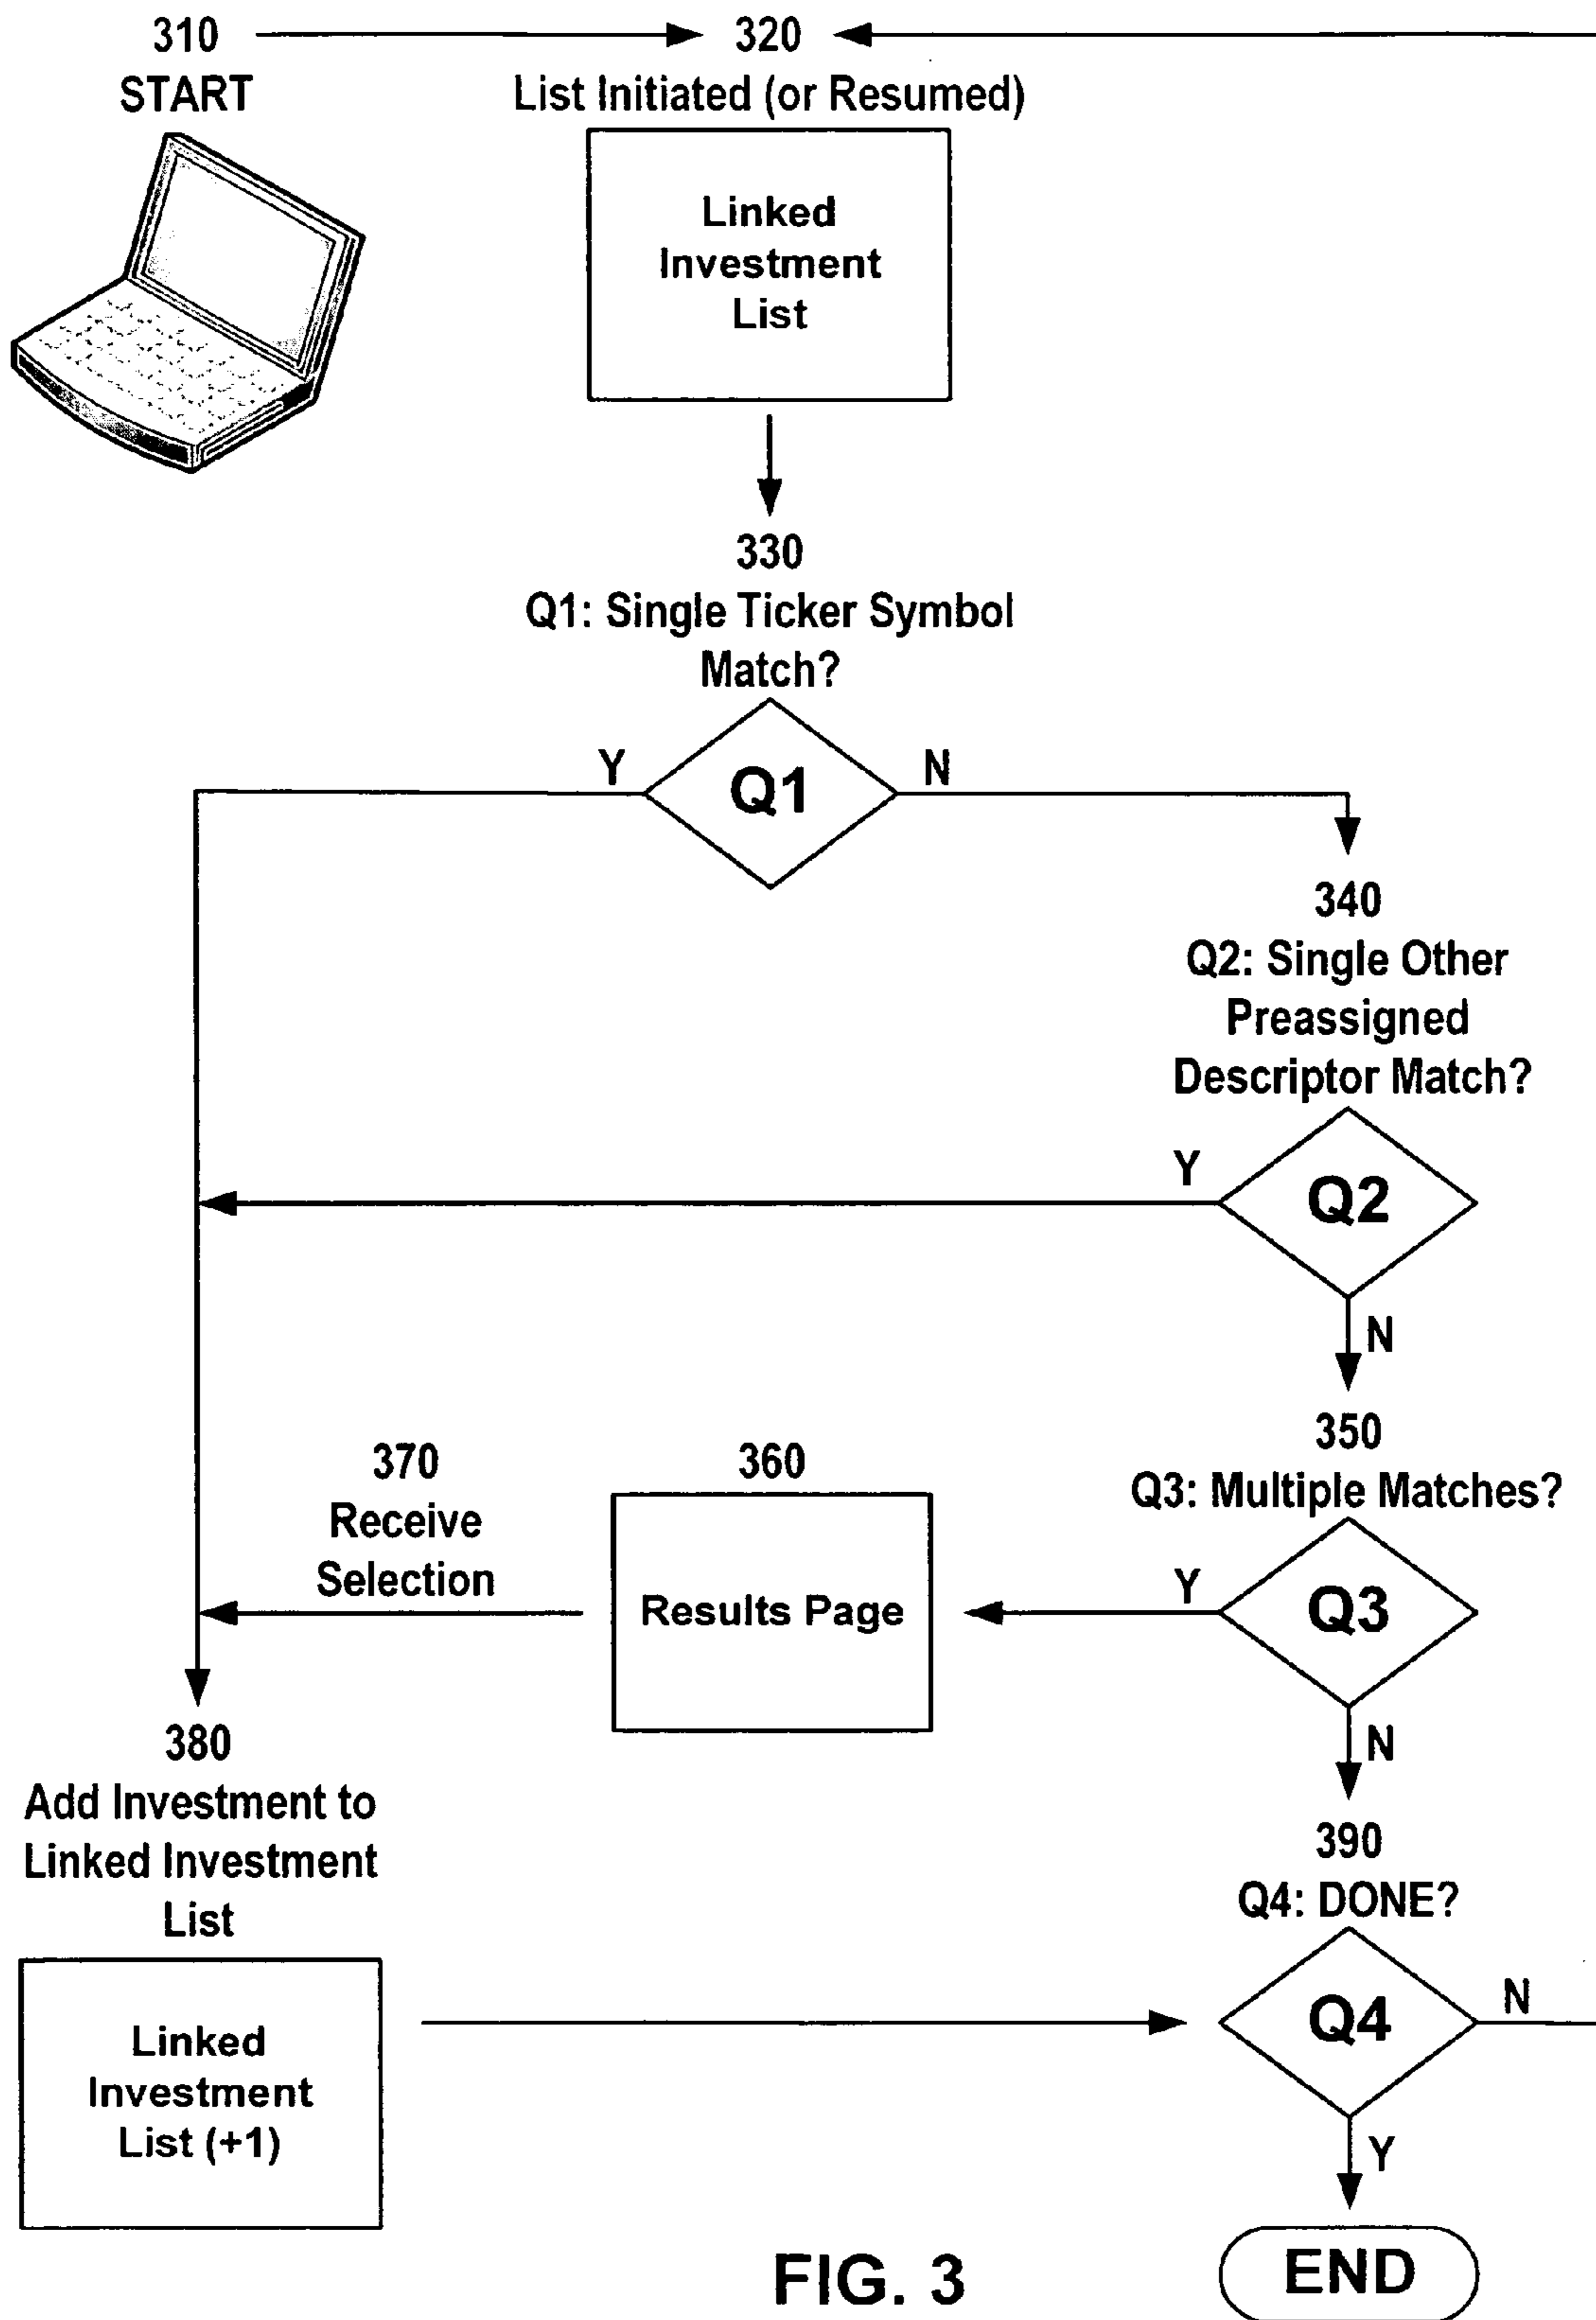 310
START
320
List Initiated (or Resumed)
Linked
Investment
List
330
Q1: Single Ticker Symbol
Match?
Y
Q1
N
340
Q2: Single Other
Preassigned
Descriptor Match?
Y
Q2
N
350
Q3: Multiple Matches?
370
Receive
Selection
360
Results Page
Y
Q3
N
380
Add Investment to
Linked Investment
List
Linked
Investment
List (+1)
390
Q4: DONE?
Q4
N
Y
END
FIG. 3